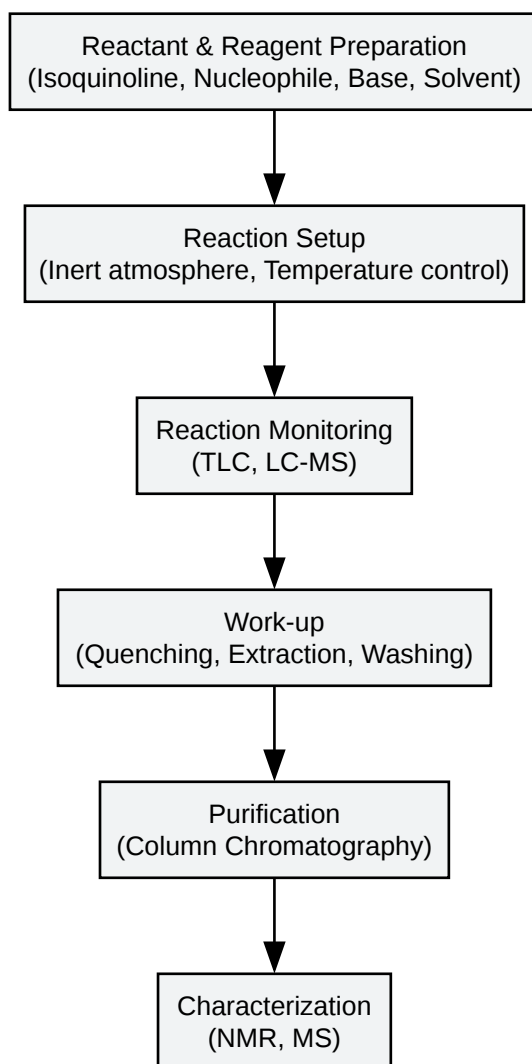 Reactant & Reagent Preparation
(Isoquinoline, Nucleophile, Base, Solvent)
Reaction Setup
(Inert atmosphere, Temperature control)
Reaction Monitoring
(TLC, LC-MS)
Work-up
(Quenching, Extraction, Washing)
Purification
(Column Chromatography)
Characterization
(NMR, MS)